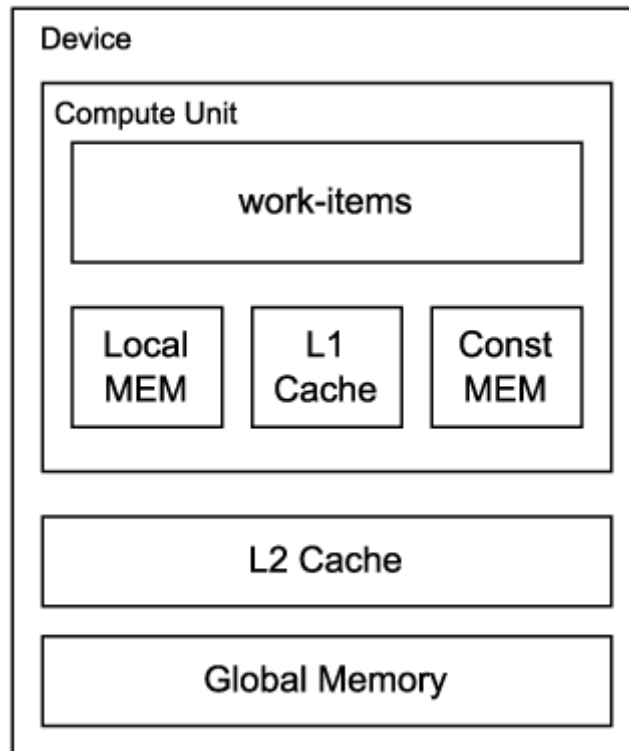 Device
Compute Unit
work-items
Local
MEM
L1
Cache
Const
MEM
L2 Cache
Global Memory